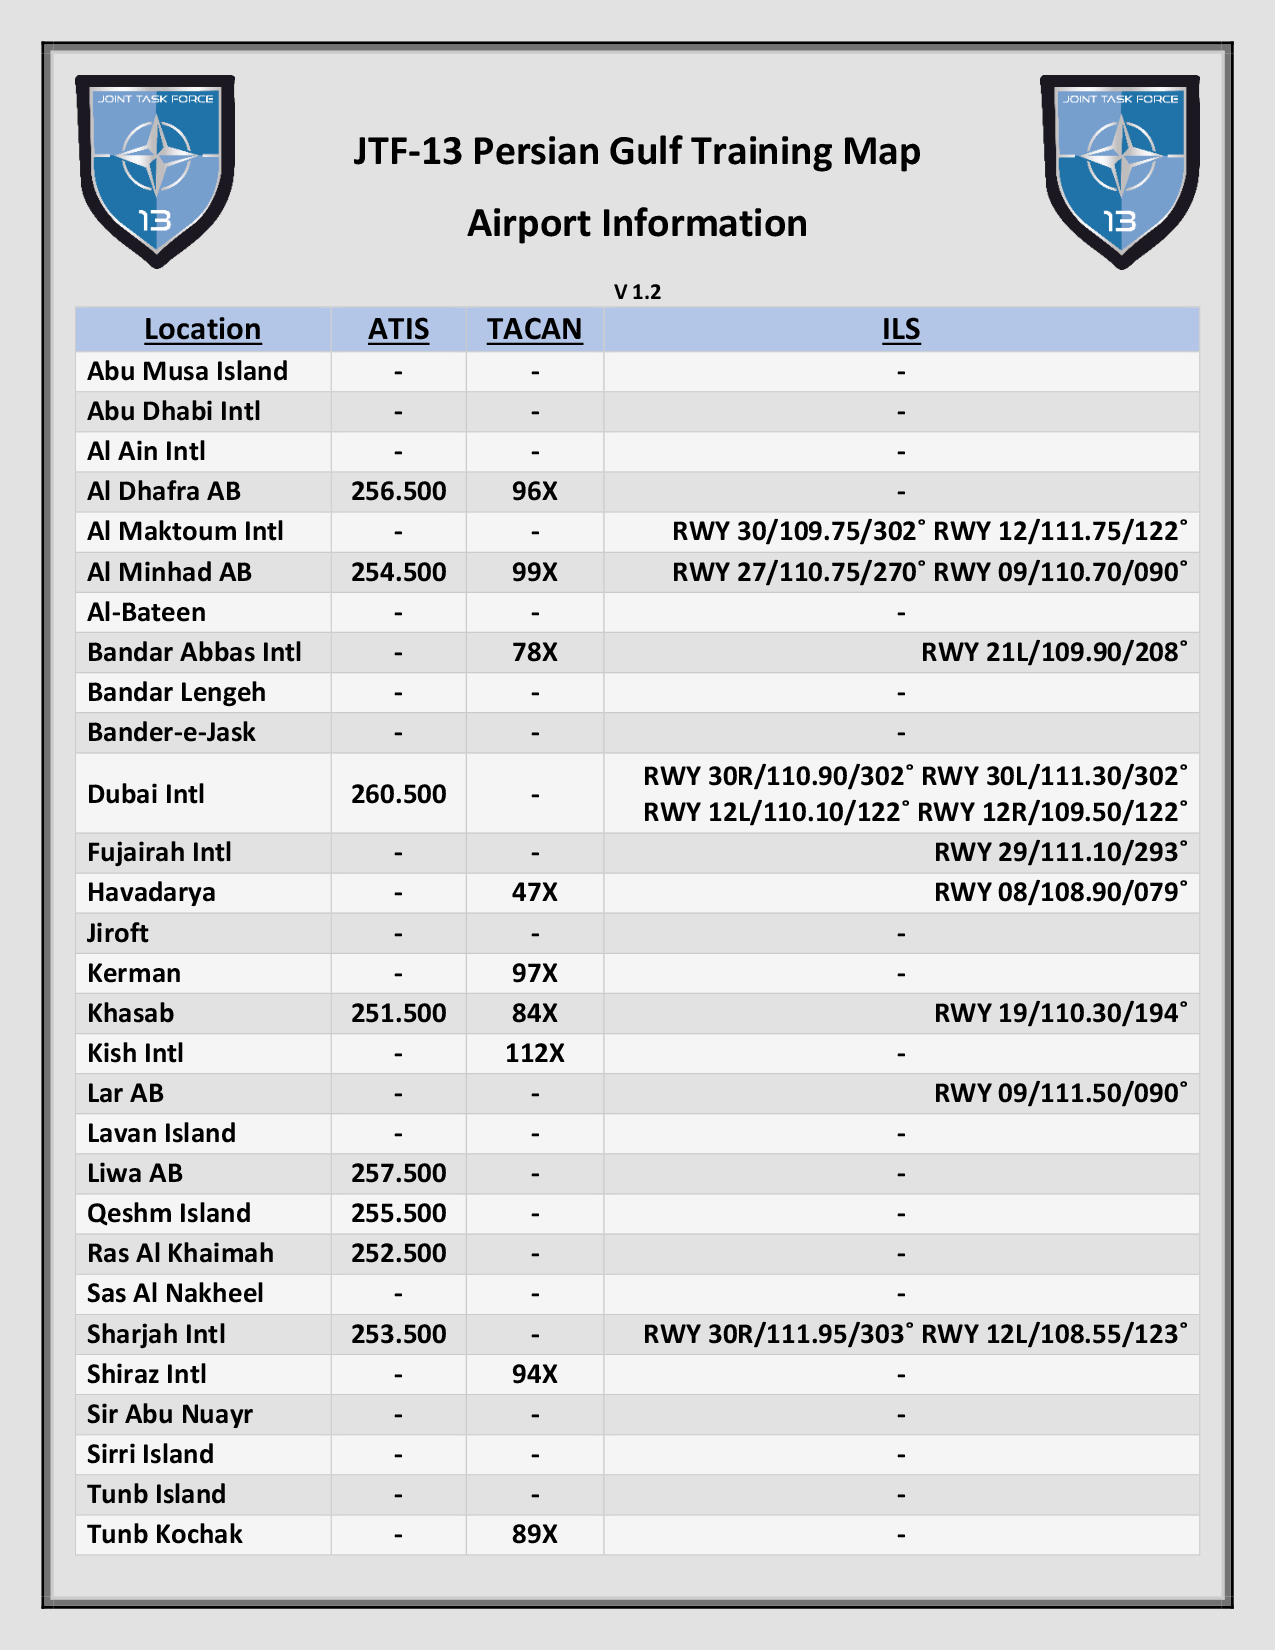 JOINT TASK FORCE
13
JOINT TASK FORCE
13
JTF-13 Persian Gulf Training Map
Airport Information
V 1.2
Location ATIS TACAN ILS
Abu Musa Island - - -
Abu Dhabi Intl - - -
Al Ain Intl - - -
Al Dhafra AB 256.500 96X -
Al Maktoum Intl - - RWY 30/109.75/302˚ RWY 12/111.75/122˚
Al Minhad AB 254.500 99X RWY 27/110.75/270˚ RWY 09/110.70/090˚
Al-Bateen - - -
Bandar Abbas Intl - 78X RWY 21L/109.90/208˚
Bandar Lengeh - - -
Bander-e-Jask - - -
Dubai Intl 260.500 - RWY 30R/110.90/302˚ RWY 30L/111.30/302˚
RWY 12L/110.10/122˚ RWY 12R/109.50/122˚
Fujairah Intl - - RWY 29/111.10/293˚
Havadarya - 47X RWY 08/108.90/079˚
Jiroft - - -
Kerman - 97X -
Khasab 251.500 84X RWY 19/110.30/194˚
Kish Intl - 112X -
Lar AB - - RWY 09/111.50/090˚
Lavan Island - - -
Liwa AB 257.500 - -
Qeshm Island 255.500 - -
Ras Al Khaimah 252.500 - -
Sas Al Nakheel - - -
Sharjah Intl 253.500 - RWY 30R/111.95/303˚ RWY 12L/108.55/123˚
Shiraz Intl - 94X -
Sir Abu Nuayr - - -
Sirri Island - - -
Tunb Island - - -
Tunb Kochak - 89X -